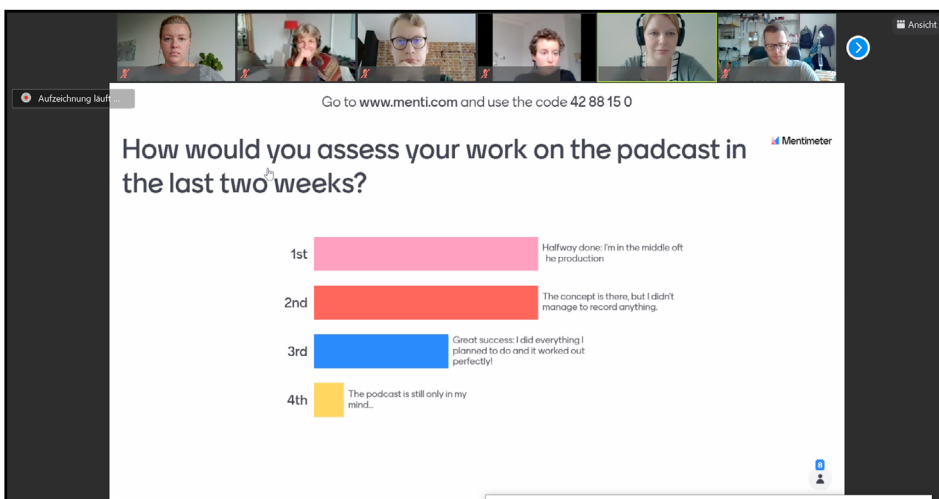 Ansicht
Aufzeichnung läuft ...
Go to www.menti.com and use the code 42 88 15 0
How would you assess your work on the padcast in
the last two weeks?
Mentimeter
1st
Halfway done: I'm in the middle oft
he production
2nd
The concept is there, but I didn't
manage to record anything.
3rd
Great success: I did everything I
planned to do and it worked out
perfectly!
4th
The podcast is still only in my
mind...
8